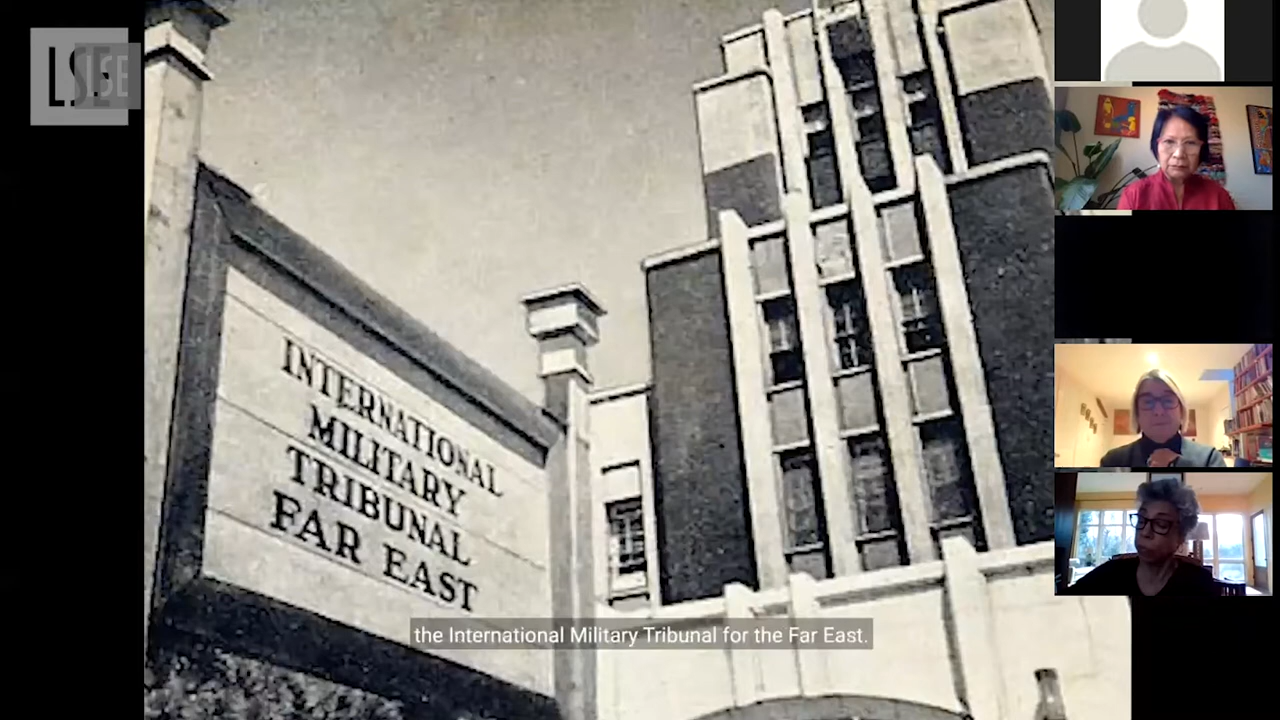 LSE
INTERNATIONAL
MILITARY
TRIBUNAL
FAR EAST
the International Military Tribunal for the Far East.